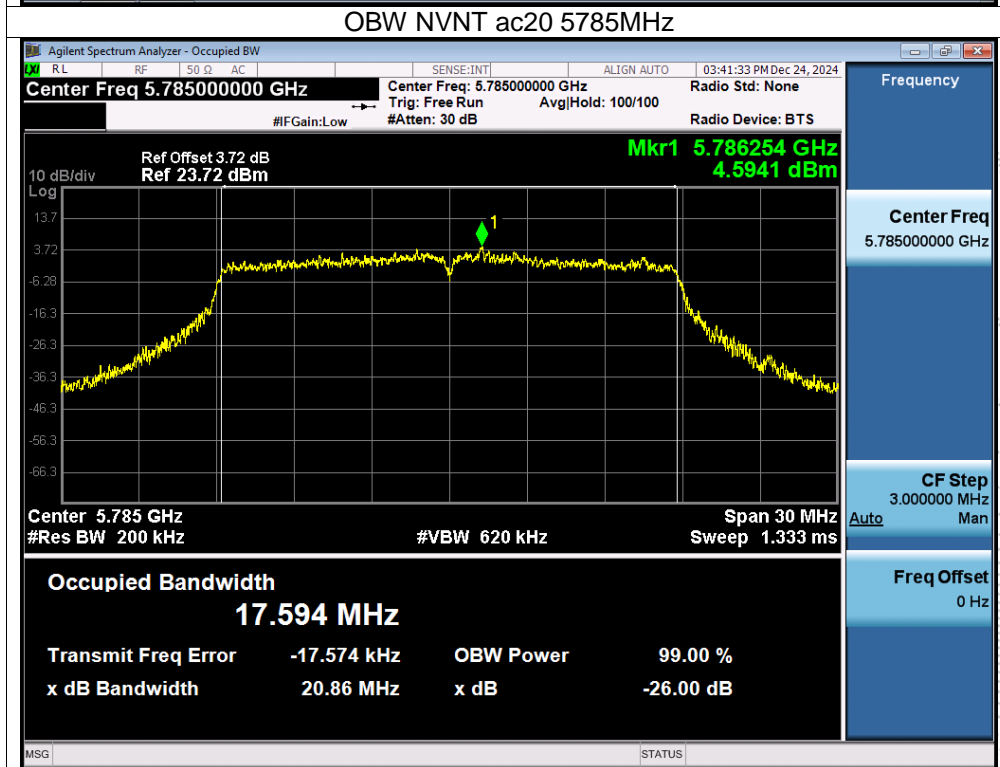 OBW NVNT ac20 5785MHz
Agilent Spectrum Analyzer - Occupied BW
LXI RL RF 50 Ω AC SENSE:INT ALIGN AUTO 03:41:33 PM Dec 24, 2024
Center Freq 5.785000000 GHz
Center Freq: 5.785000000 GHz Radio Std: None
Trig: Free Run Avg|Hold: 100/100
#IFGain:Low #Atten: 30 dB Radio Device: BTS
Frequency
Mkr1 5.786254 GHz
4.5941 dBm
Ref Offset 3.72 dB
10 dB/div Ref 23.72 dBm
Log
13.7
3.72
-6.28
-16.3
-26.3
-36.3
-46.3
-56.3
-66.3
1
Center Freq
5.785000000 GHz
CF Step
3.000000 MHz
Auto Man
Freq Offset
0 Hz
Center 5.785 GHz Span 30 MHz
#Res BW 200 kHz #VBW 620 kHz Sweep 1.333 ms
Occupied Bandwidth
17.594 MHz
Transmit Freq Error -17.574 kHz OBW Power 99.00 %
x dB Bandwidth 20.86 MHz x dB -26.00 dB
MSG STATUS